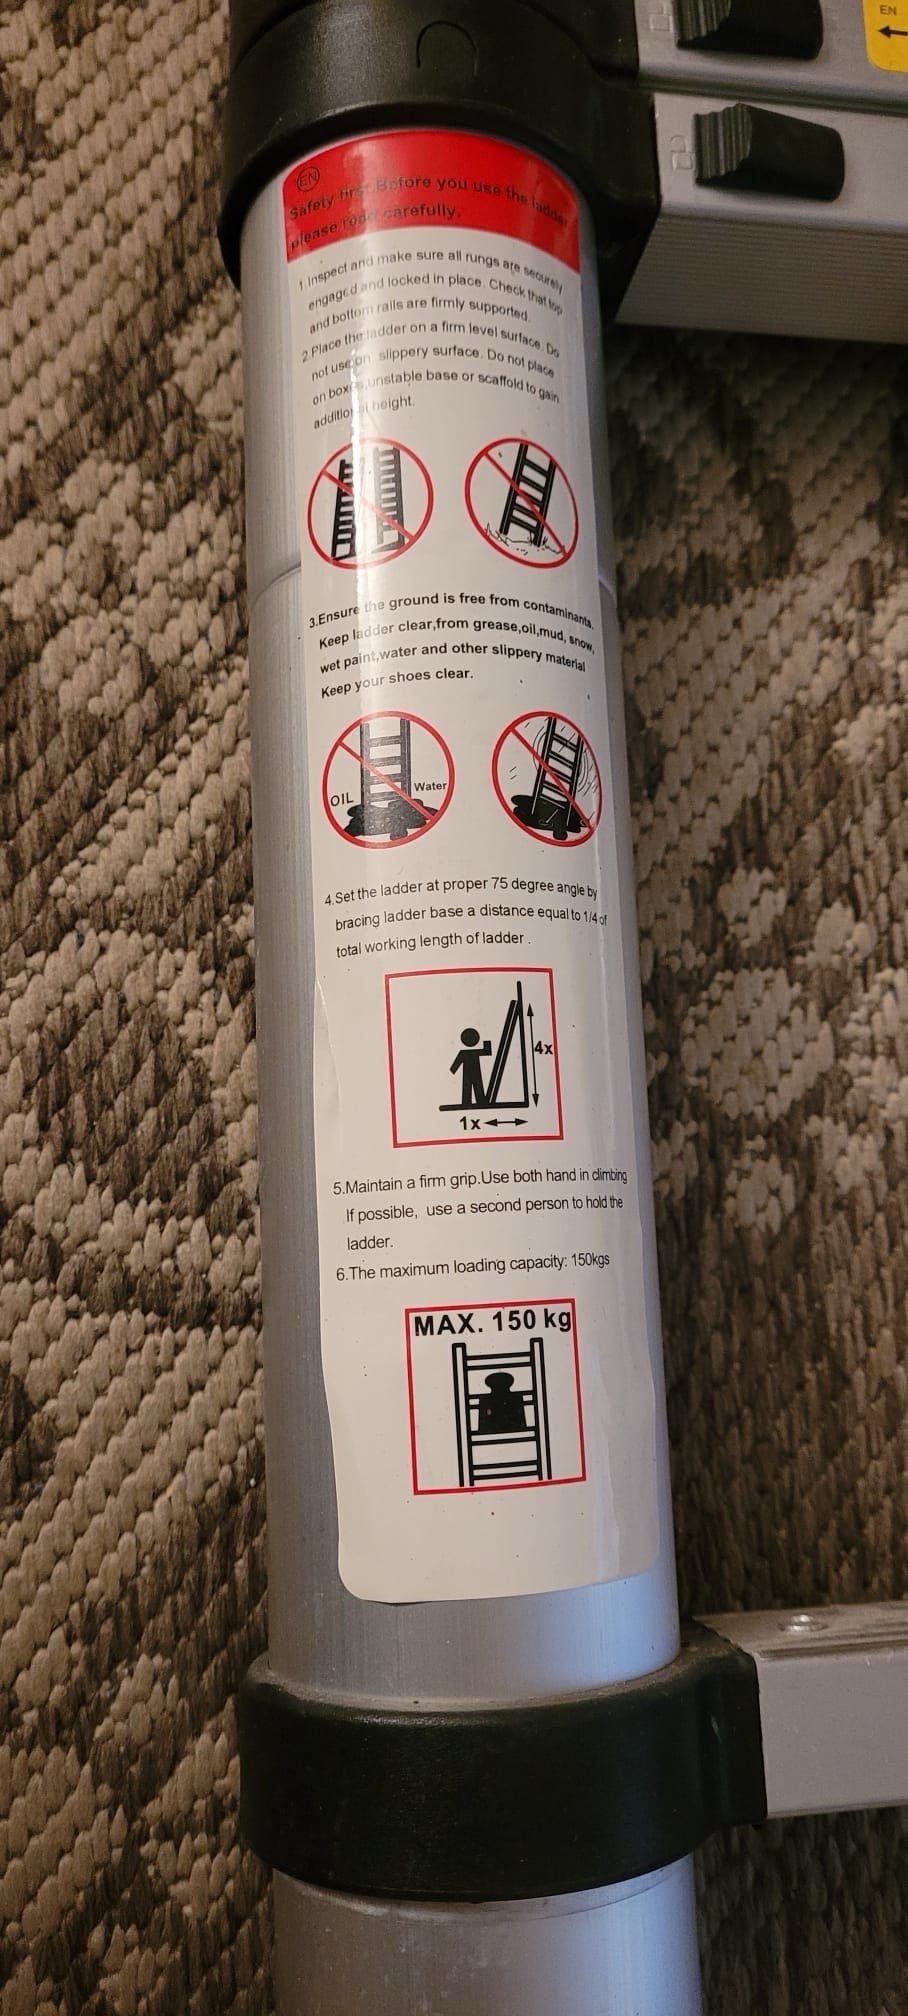 EN
EN
Safety first.Before you use the ladder
please read carefully.
1.Inspect and make sure all rungs are securely
engaged and locked in place. Check that top
and bottom rails are firmly supported.
2.Place the ladder on a firm level surface. Do
not use on slippery surface. Do not place
on boxes,unstable base or scaffold to gain
additional height.
3.Ensure the ground is free from contaminants.
Keep ladder clear,from grease,oil,mud, snow,
wet paint,water and other slippery material
Keep your shoes clear.
OIL
Water
4.Set the ladder at proper 75 degree angle by
bracing ladder base a distance equal to 1/4 of
total working length of ladder .
4x
1x
5.Maintain a firm grip.Use both hand in climbing
If possible, use a second person to hold the
ladder.
6.The maximum loading capacity: 150kgs
MAX. 150 kg